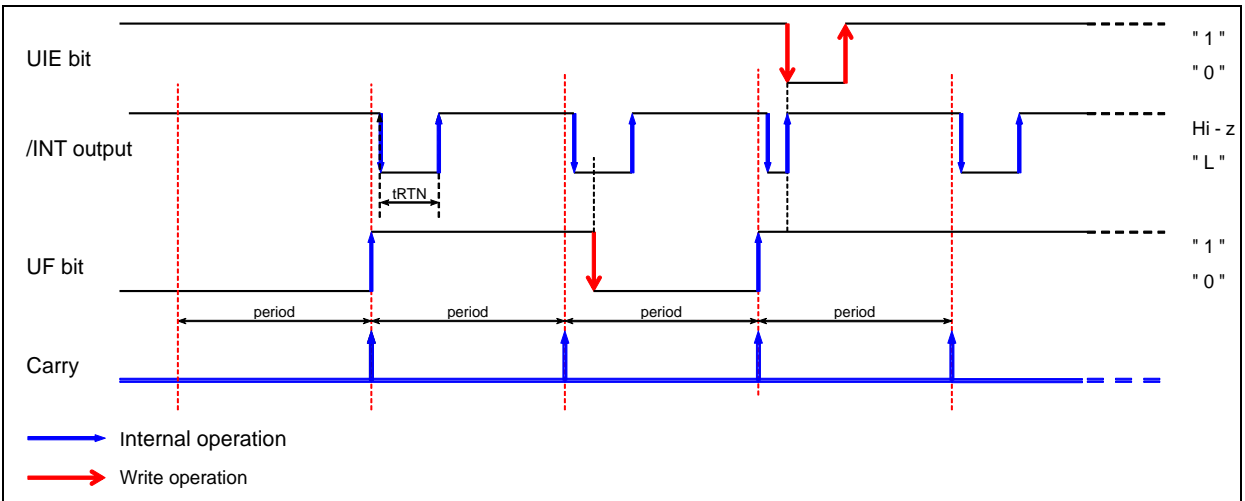 UIE bit
" 1 "
" 0 "
/INT output
Hi - z
" L "
tRTN
UF bit
" 1 "
" 0 "
period
period
period
period
Carry
Internal operation
Write operation